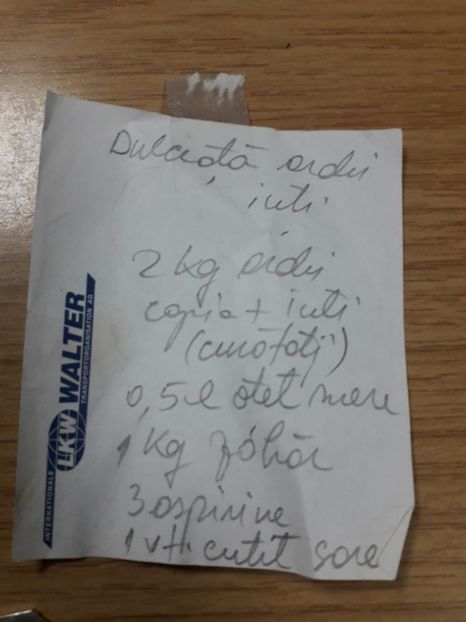 Dulceață ardei
iuți
2 kg ardei
capia + iuți
(curățați)
0,5 l oțet mere
1 kg zahăr
3 aspirine
1 vf. cuțit sare
LKW WALTER
INTERNATIONALE TRANSPORTORGANISATION AG